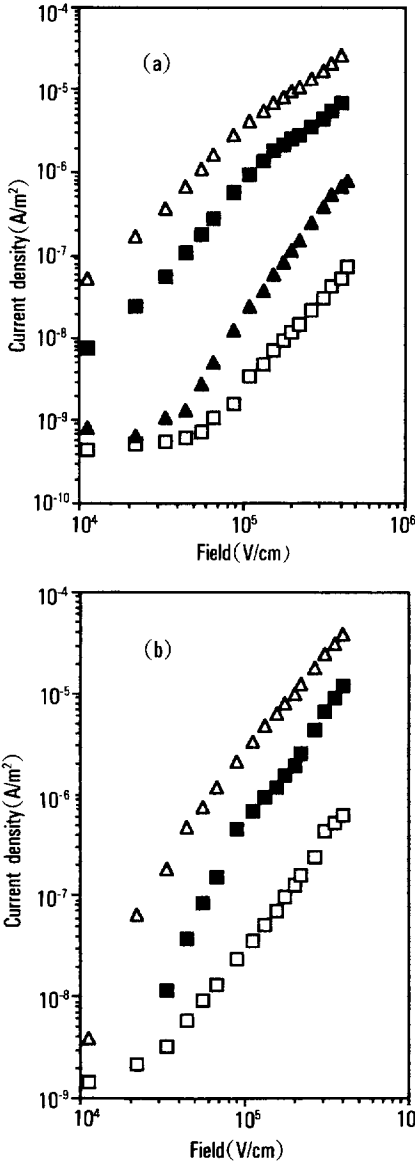 10⁻⁴
(a)
10⁻⁵
10⁻⁶
10⁻⁷
10⁻⁸
10⁻⁹
10⁻¹⁰
Current density(A/m²)
10⁴ 10⁵ 10⁶
Field(V/cm)
10⁻⁴
(b)
10⁻⁵
10⁻⁶
10⁻⁷
10⁻⁸
10⁻⁹
Current density(A/m²)
10⁴ 10⁵ 10
Field(V/cm)